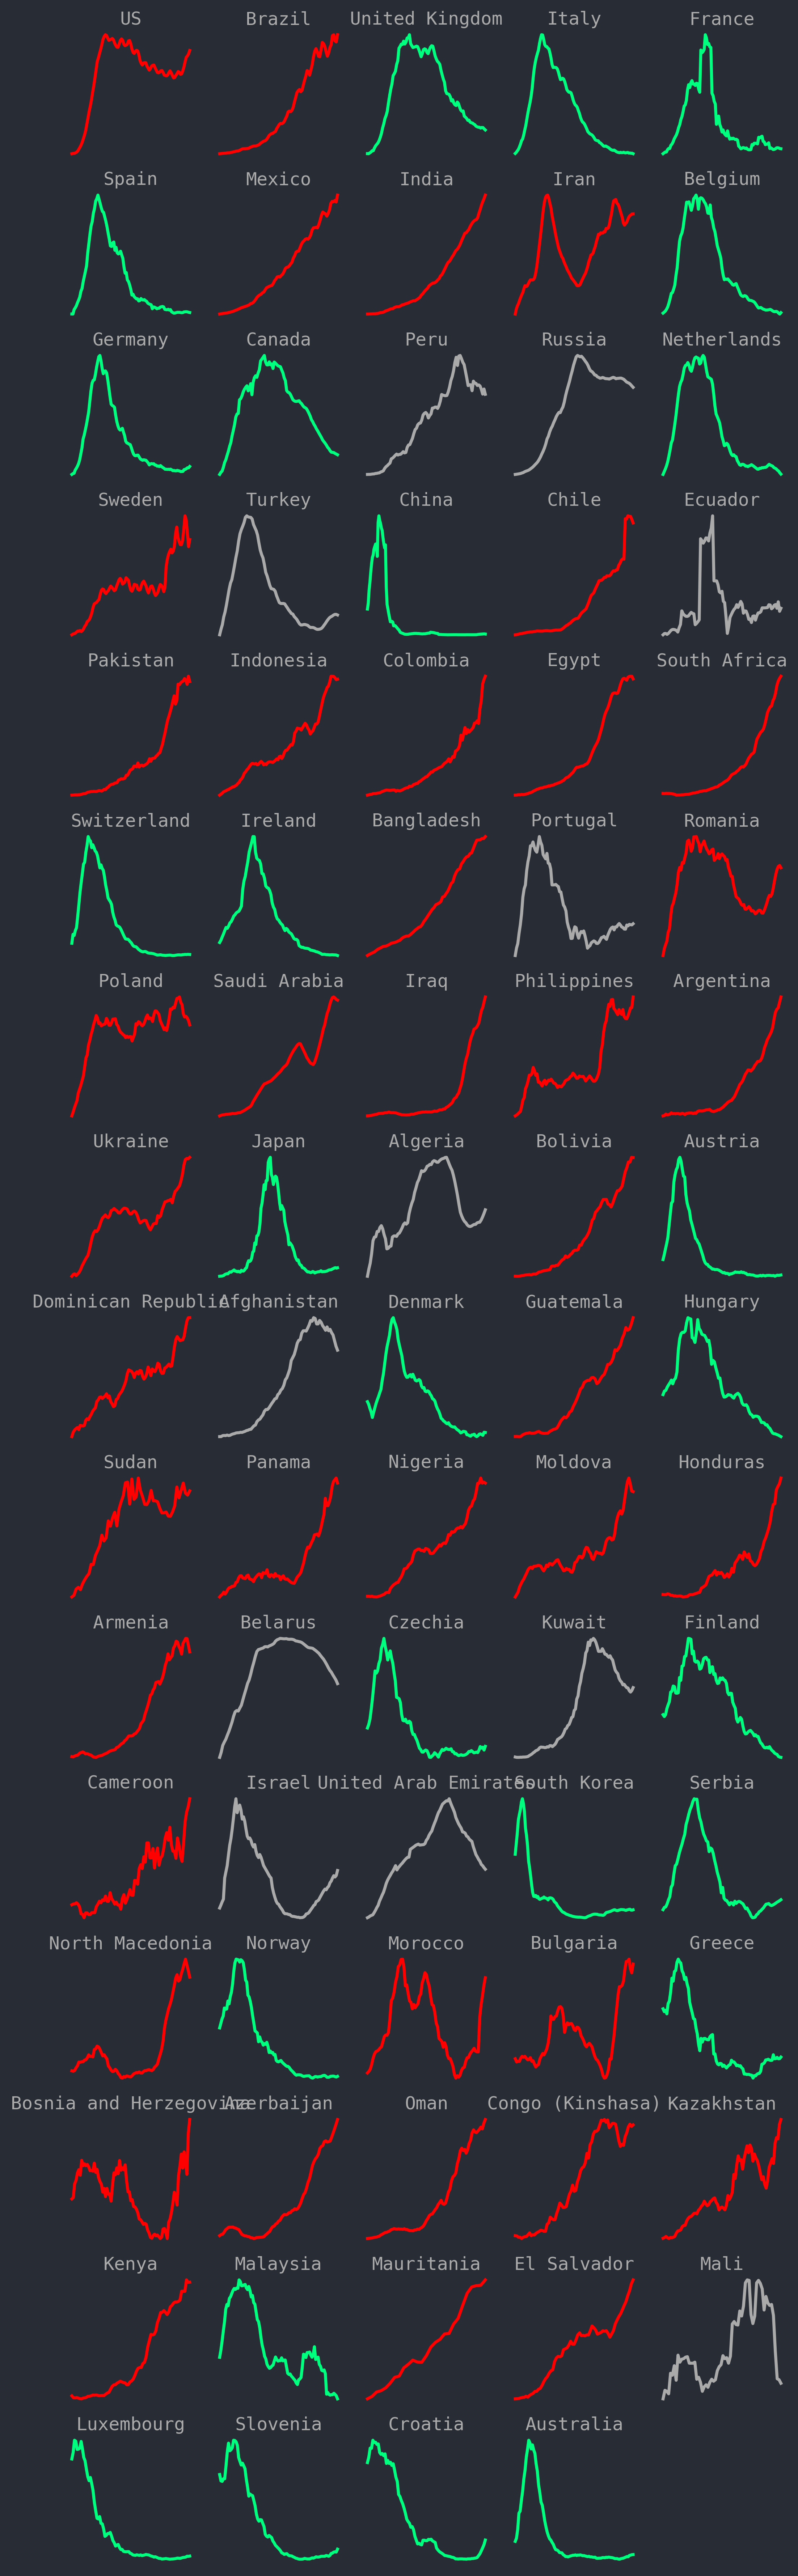 US Brazil United Kingdom Italy France
Spain Mexico India Iran Belgium
Germany Canada Peru Russia Netherlands
Sweden Turkey China Chile Ecuador
Pakistan Indonesia Colombia Egypt South Africa
Switzerland Ireland Bangladesh Portugal Romania
Poland Saudi Arabia Iraq Philippines Argentina
Ukraine Japan Algeria Bolivia Austria
Dominican Republic Afghanistan Denmark Guatemala Hungary
Sudan Panama Nigeria Moldova Honduras
Armenia Belarus Czechia Kuwait Finland
Cameroon Israel United Arab Emirates South Korea Serbia
North Macedonia Norway Morocco Bulgaria Greece
Bosnia and Herzegovina Azerbaijan Oman Congo (Kinshasa) Kazakhstan
Kenya Malaysia Mauritania El Salvador Mali
Luxembourg Slovenia Croatia Australia